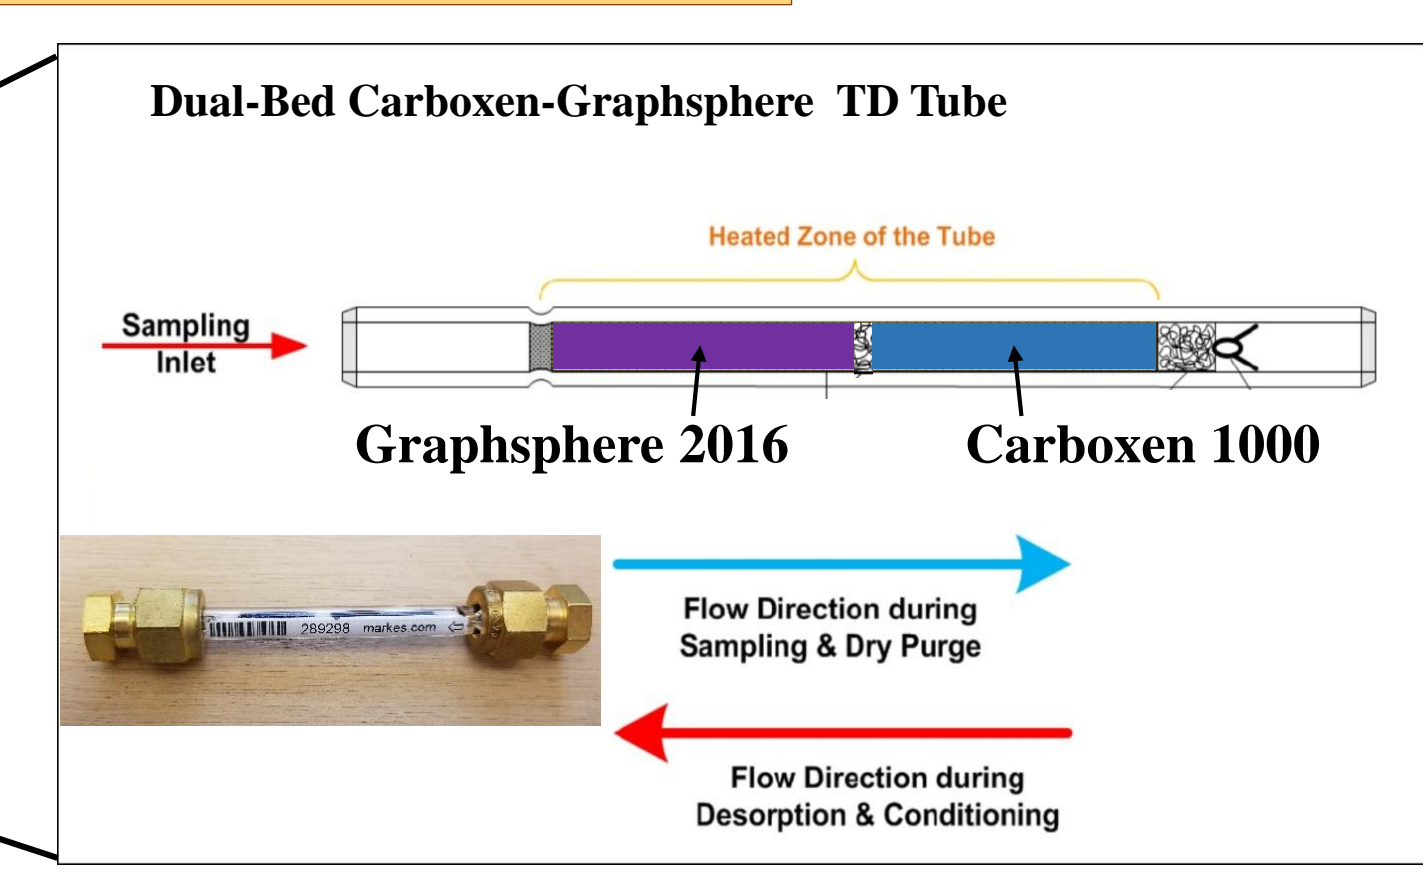 Dual-Bed Carboxen-Graphsphere TD Tube
Heated Zone of the Tube
Sampling
Inlet
Graphsphere 2016
Carboxen 1000
289298 markes.com
Flow Direction during
Sampling & Dry Purge
Flow Direction during
Desorption & Conditioning